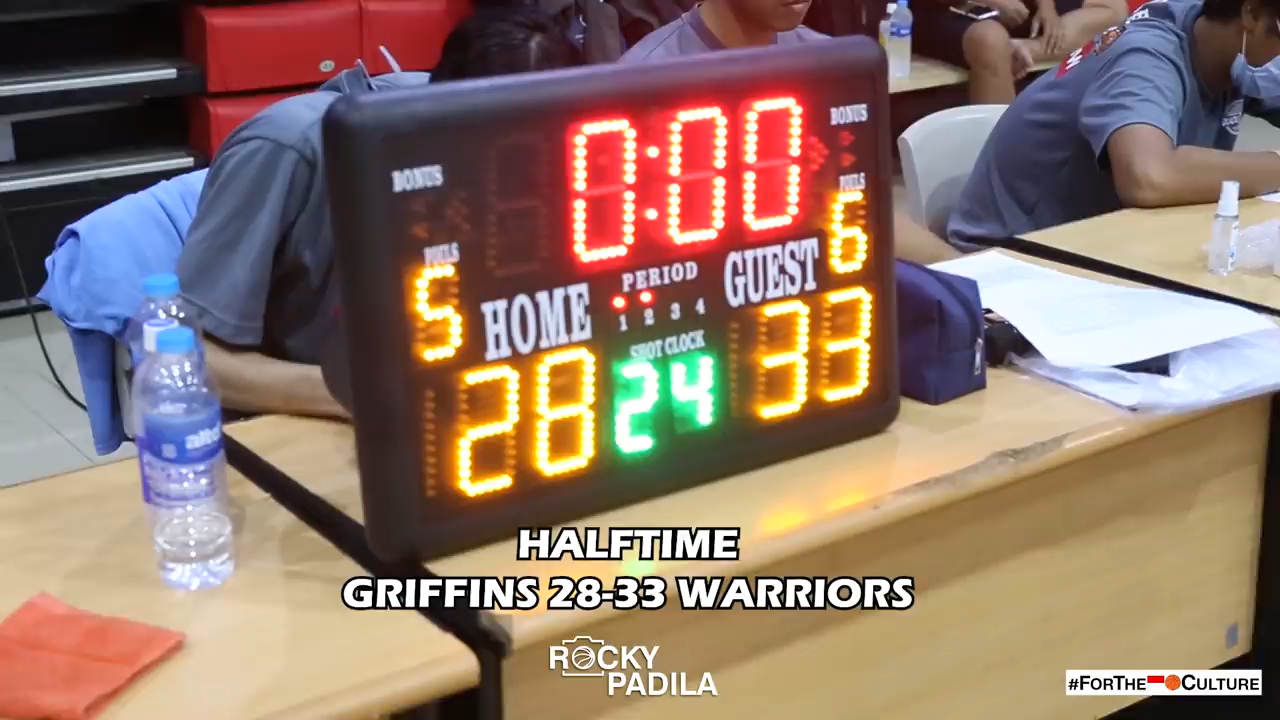 BONUS
0:00
BONUS
FOULS
5
FOULS
6
HOME
PERIOD
1 2 3 4
GUEST
28
SHOT CLOCK
24
33
HALFTIME
GRIFFINS 28-33 WARRIORS
ROCKY
PADILA
#FORTHECULTURE